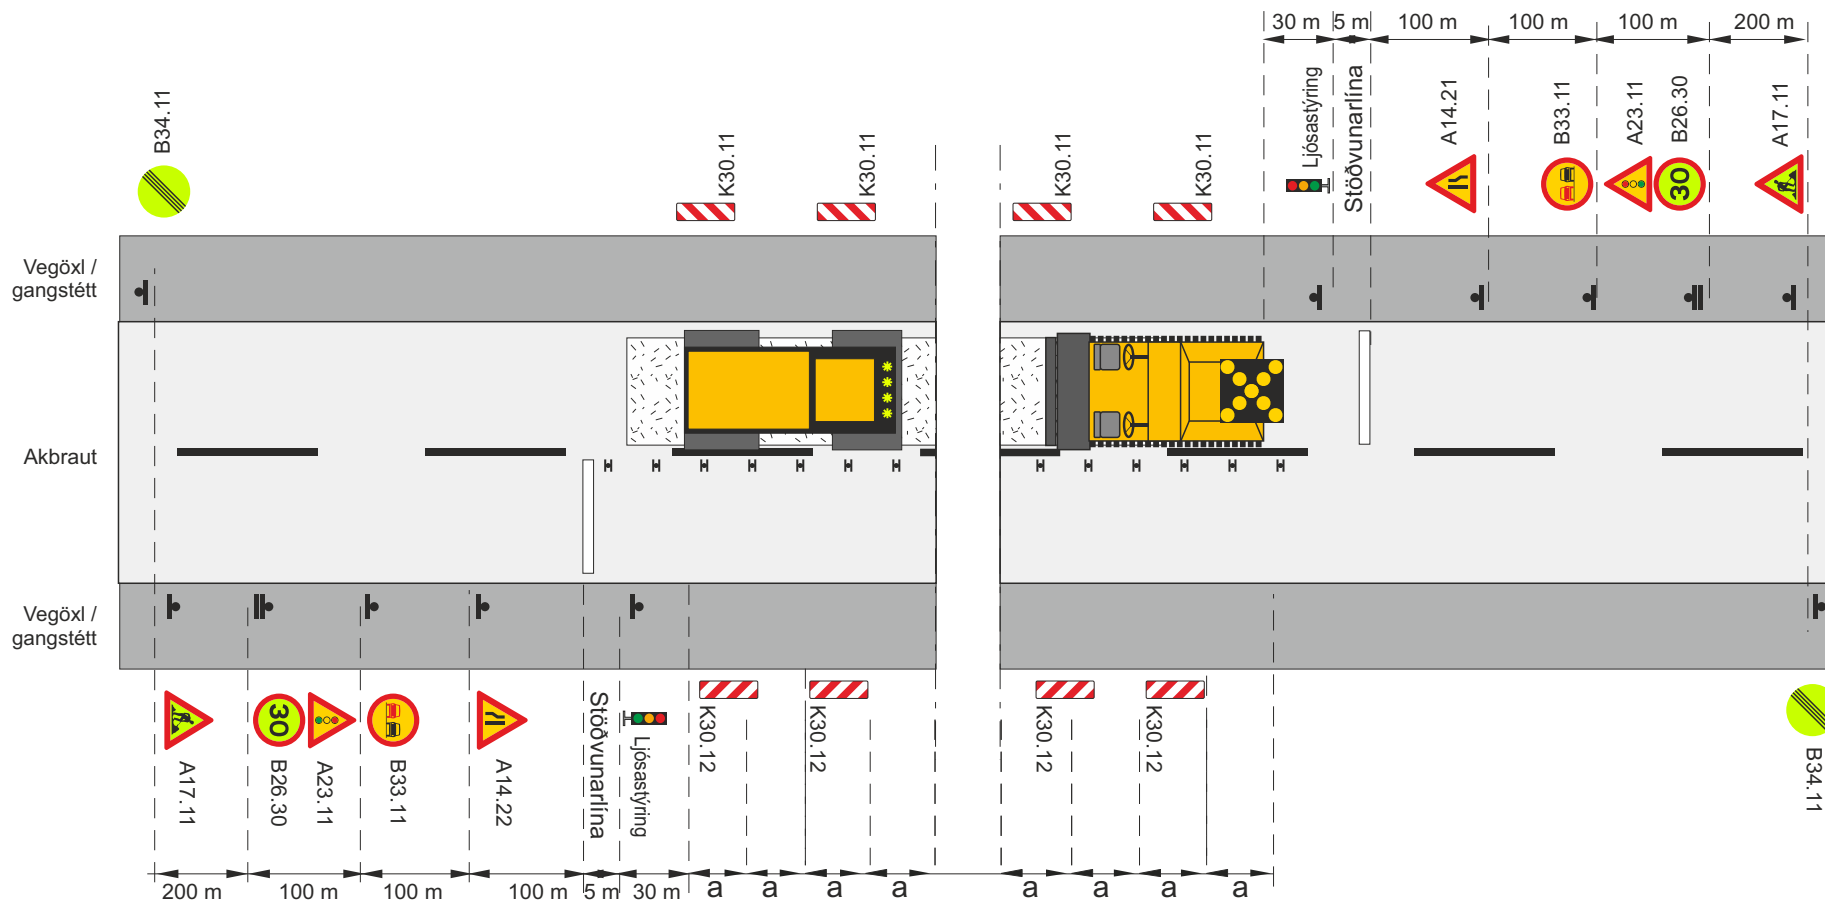 30 m 5 m 100 m 100 m 100 m 200 m
B34.11
K30.11
K30.11
K30.11
K30.11
Ljósastýring
Stöðvunarlína
A14.21
B33.11
A23.11
B26.30
A17.11
30
Vegöxl /
gangstétt
Akbraut
Vegöxl /
gangstétt
30
A17.11
B26.30
A23.11
B33.11
A14.22
Stöðvunarlína
Ljósastýring
K30.12
K30.12
K30.12
K30.12
B34.11
200 m 100 m 100 m 100 m 5 m 30 m a a a a a a a a